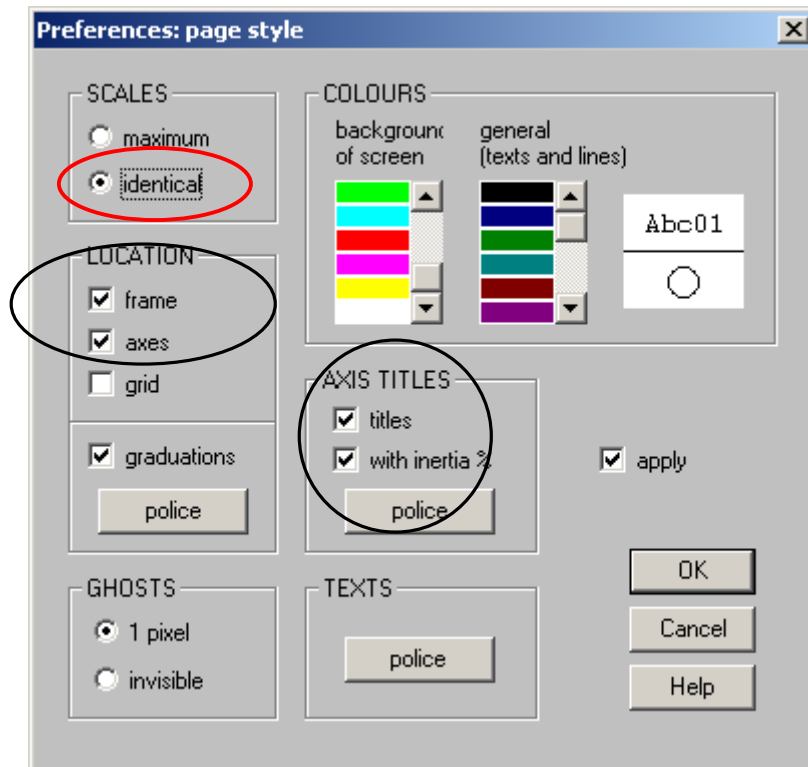 Preferences: page style
SCALES
maximum
identical
LOCATION
frame
axes
grid
graduations
police
GHOSTS
1 pixel
invisible
COLOURS
background
of screen
general
(texts and lines)
Abc01
AXIS TITLES
titles
with inertia %
police
TEXTS
police
apply
OK
Cancel
Help